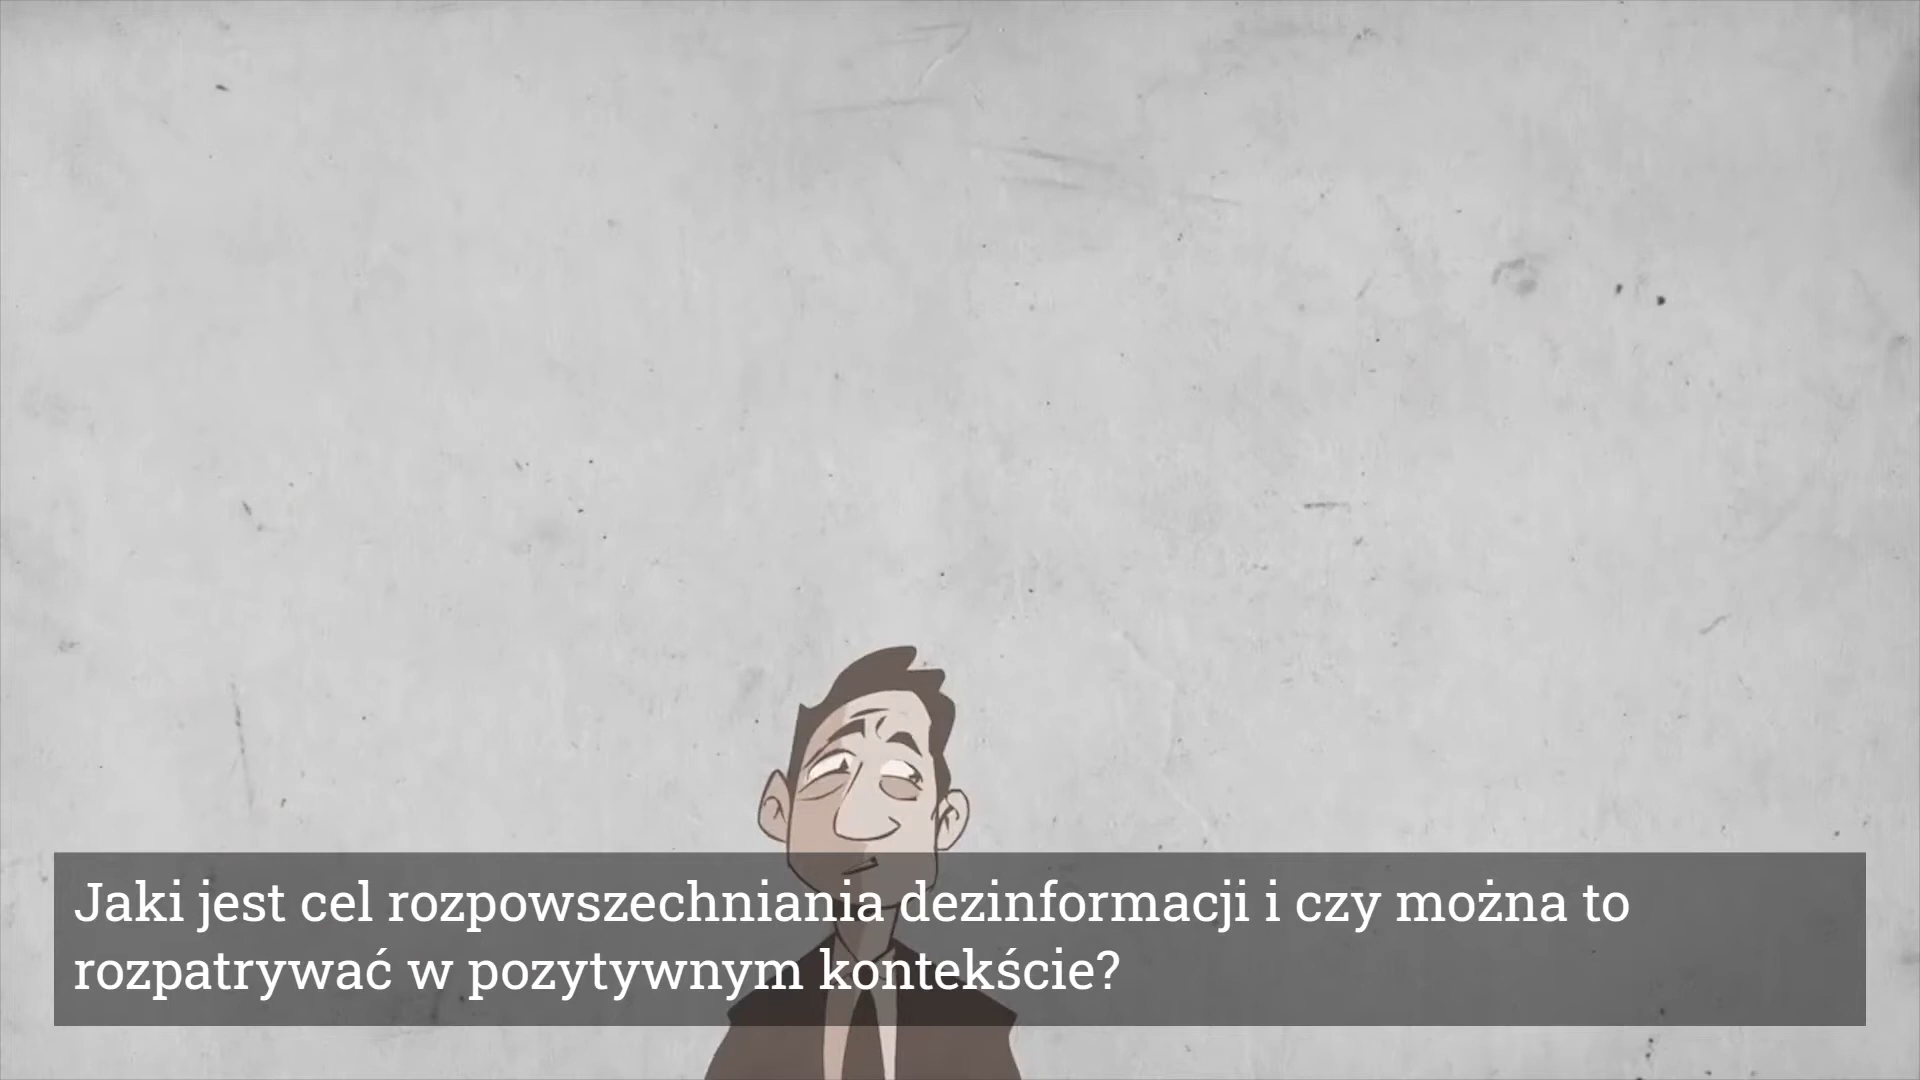 Jaki jest cel rozpowszechniania dezinformacji i czy można to
rozpatrywać w pozytywnym kontekście?